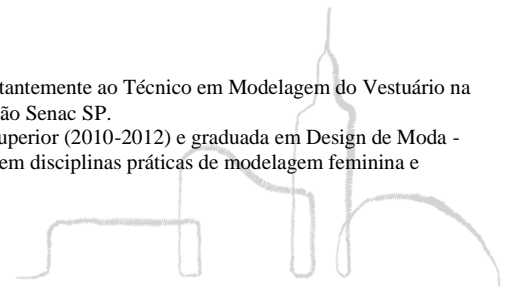 tantemente ao Técnico em Modelagem do Vestuário na
ão Senac SP.
uperior (2010-2012) e graduada em Design de Moda -
em disciplinas práticas de modelagem feminina e